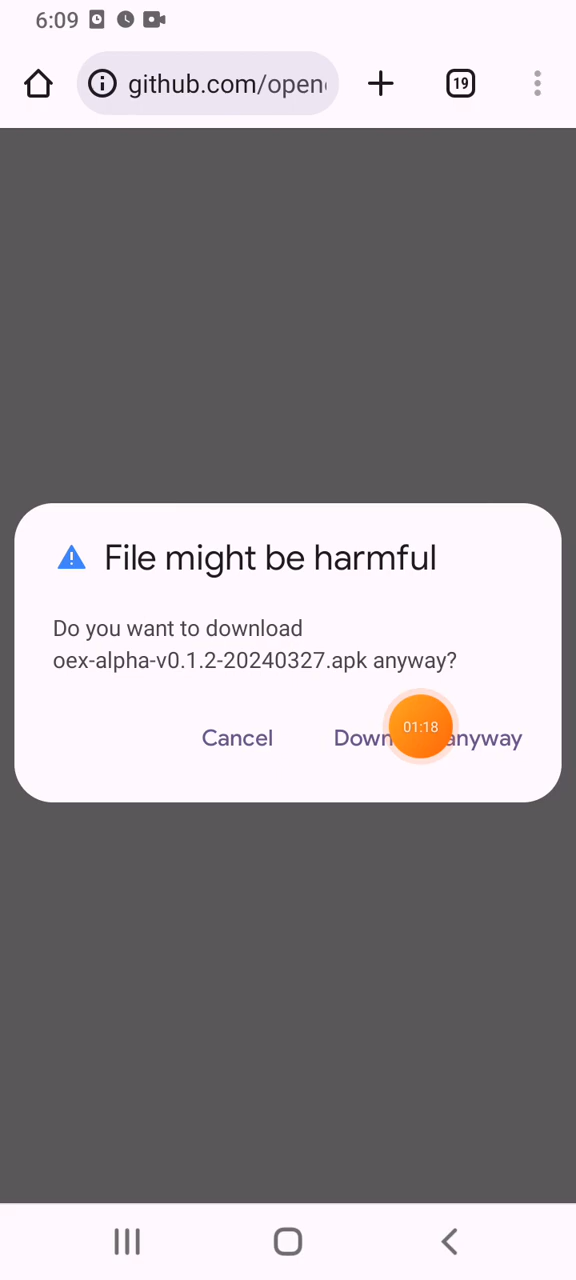 6:09
github.com/open
19
File might be harmful
Do you want to download
oex-alpha-v0.1.2-20240327.apk anyway?
Cancel
Down
01:18
anyway